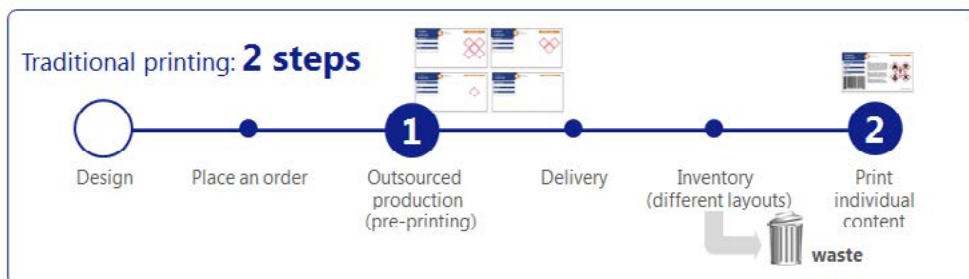 Traditional printing: 2 steps
1
2
Design
Place an order
Outsourced
production
(pre-printing)
Delivery
Inventory
(different layouts)
Print
individual
content
waste